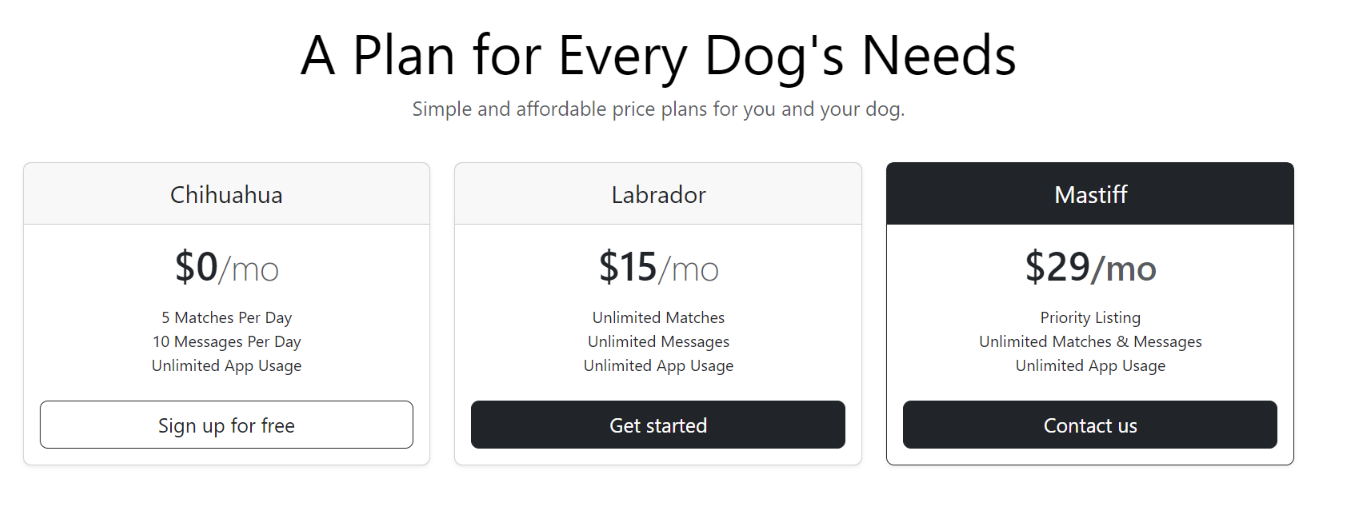 A Plan for Every Dog's Needs
Simple and affordable price plans for you and your dog.
Chihuahua
$0/mo
5 Matches Per Day
10 Messages Per Day
Unlimited App Usage
Sign up for free
Labrador
$15/mo
Unlimited Matches
Unlimited Messages
Unlimited App Usage
Get started
Mastiff
$29/mo
Priority Listing
Unlimited Matches & Messages
Unlimited App Usage
Contact us